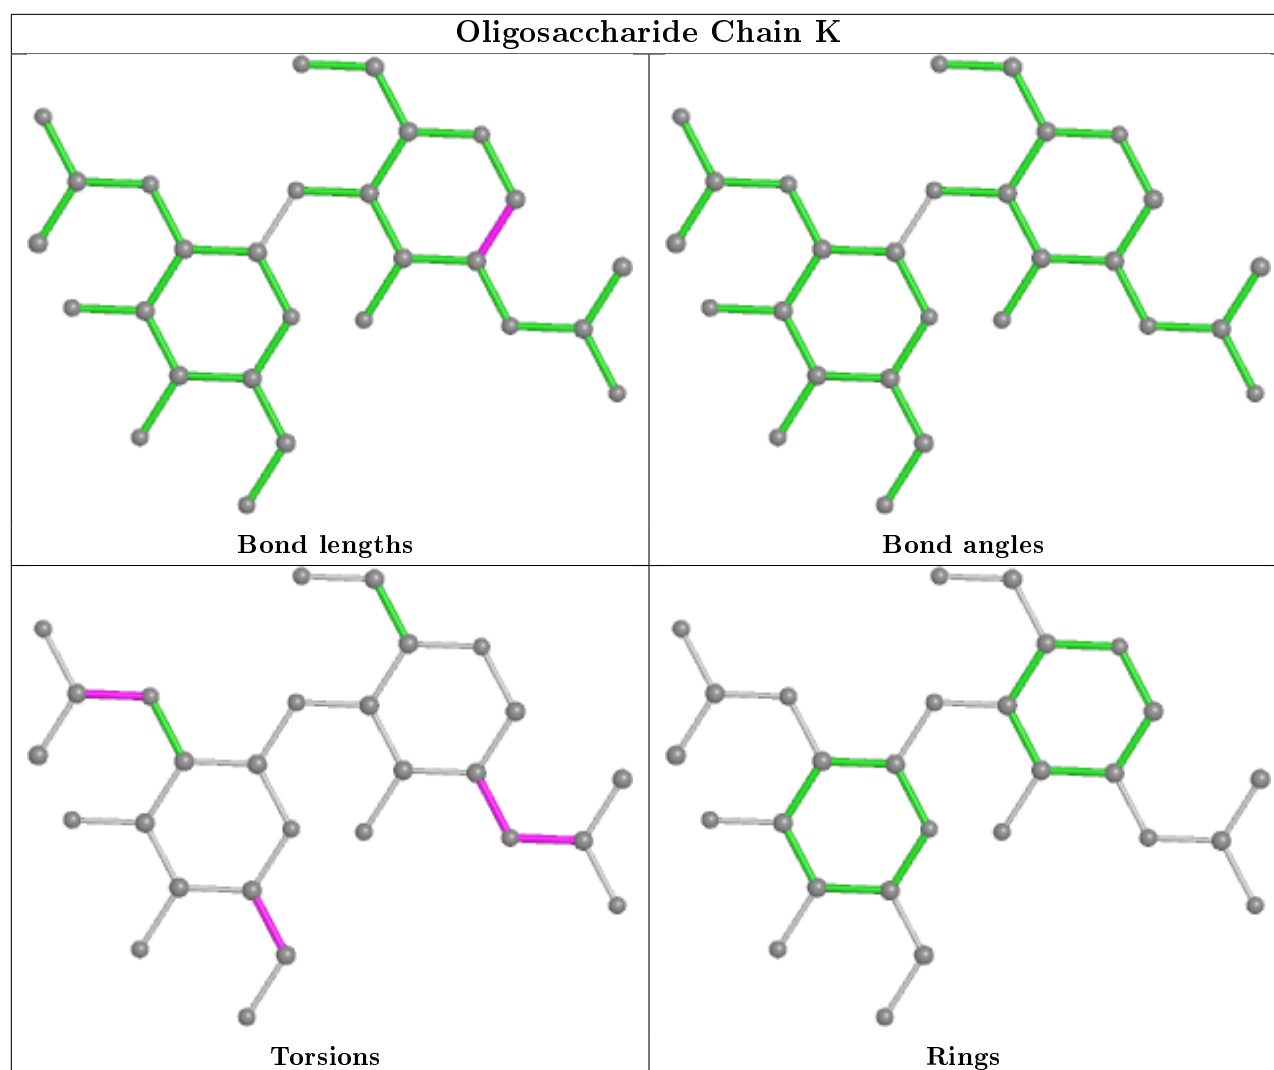 Oligosaccharide Chain K
Bond lengths
Bond angles
Torsions
Rings